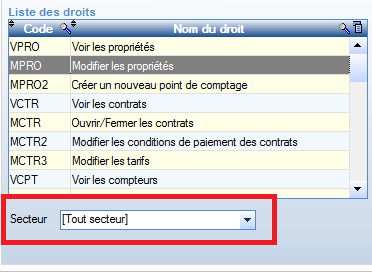 Liste des droits
Code Nom du droit
VPRO Voir les propriétés
MPRO Modifier les propriétés
MPRO2 Créer un nouveau point de comptage
VCTR Voir les contrats
MCTR Ouvrir/Fermer les contrats
MCTR2 Modifier les conditions de paiement des contrats
MCTR3 Modifier les tarifs
VCPT Voir les compteurs
Secteur [Tout secteur]